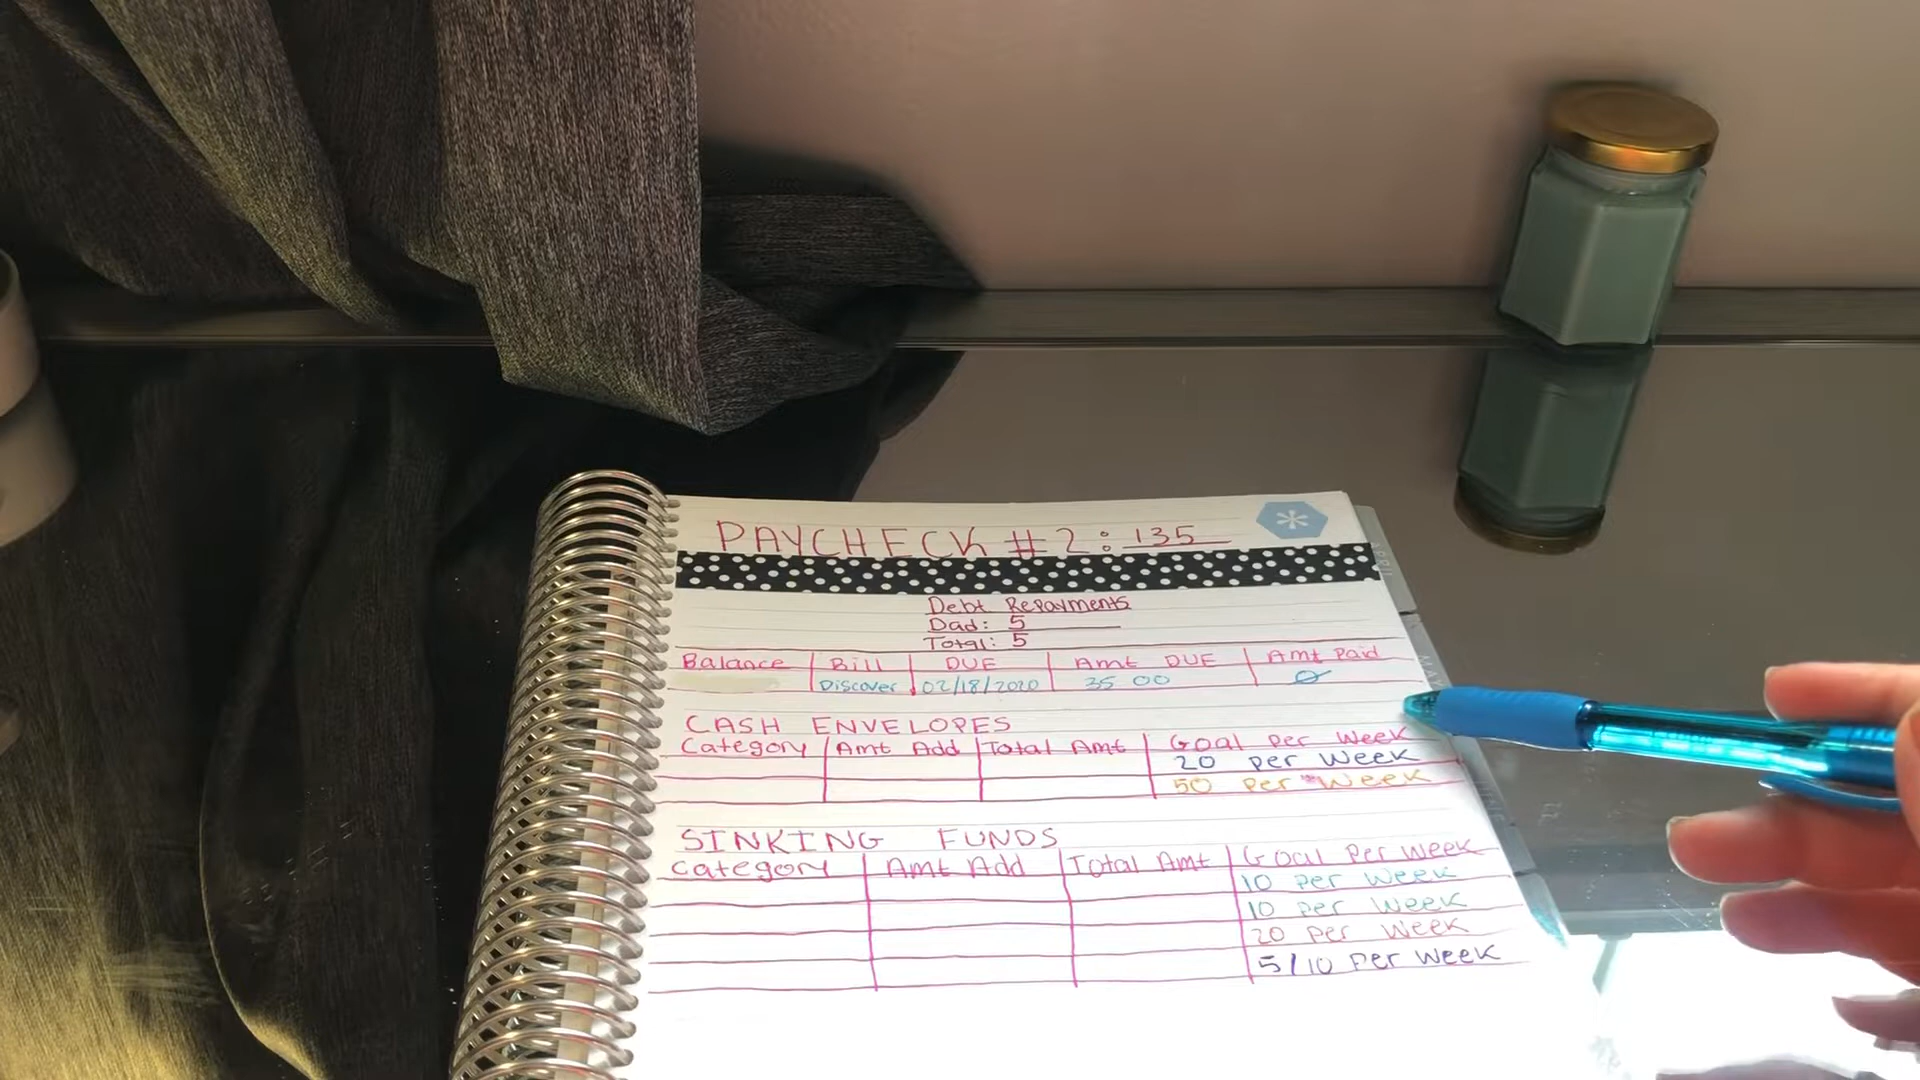 PAYCHECK #2: 135
Debt Repayments
Dad: 5
Total: 5
Balance Bill DUE Amt DUE Amt Paid
Discover 02/18/2020 35 00 0
CASH ENVELOPES
Category Amt Add Total Amt Goal Per Week
20 per week
50 per week
SINKING FUNDS
Category Amt Add Total Amt Goal Per week
10 per week
10 per week
20 per week
5/10 per week